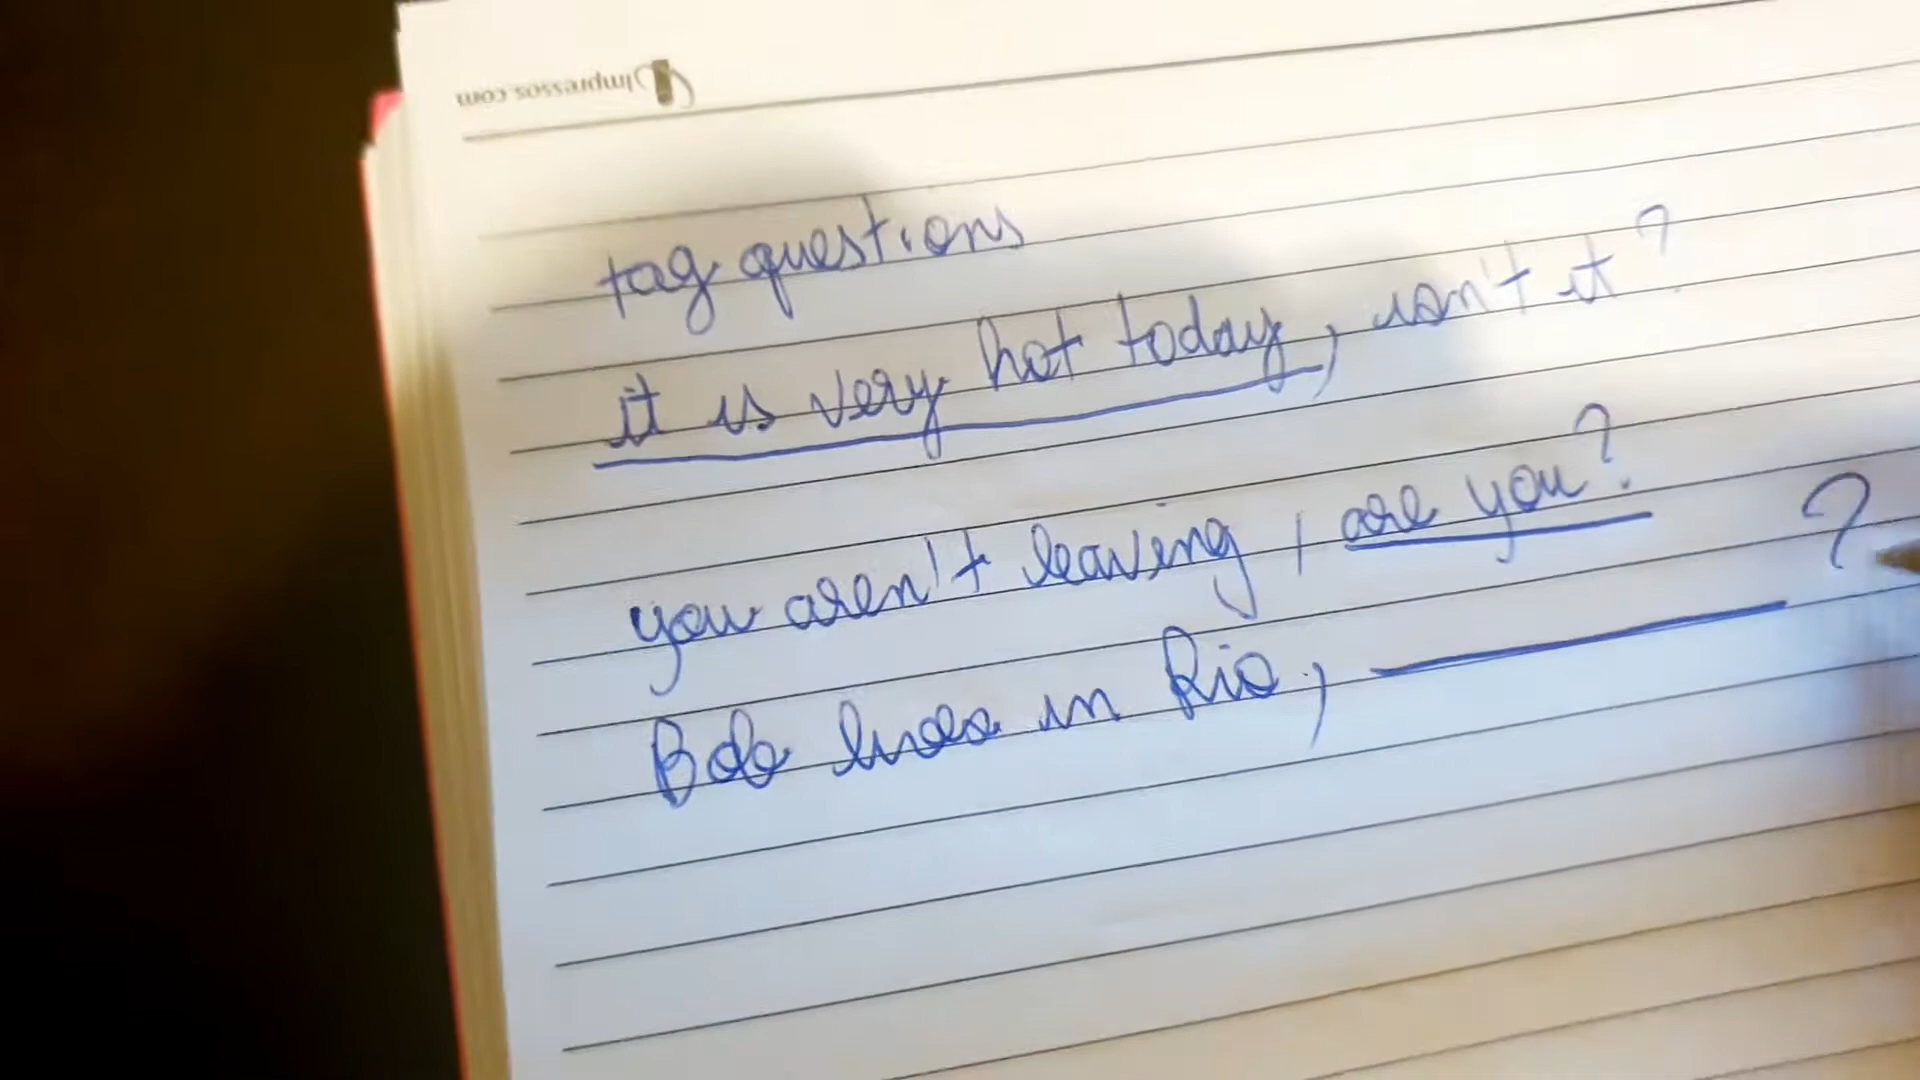 Impressos.com
tag questions
it is very hot today, isn't it?
you aren't leaving, are you?
Bob lives in Rio, ?